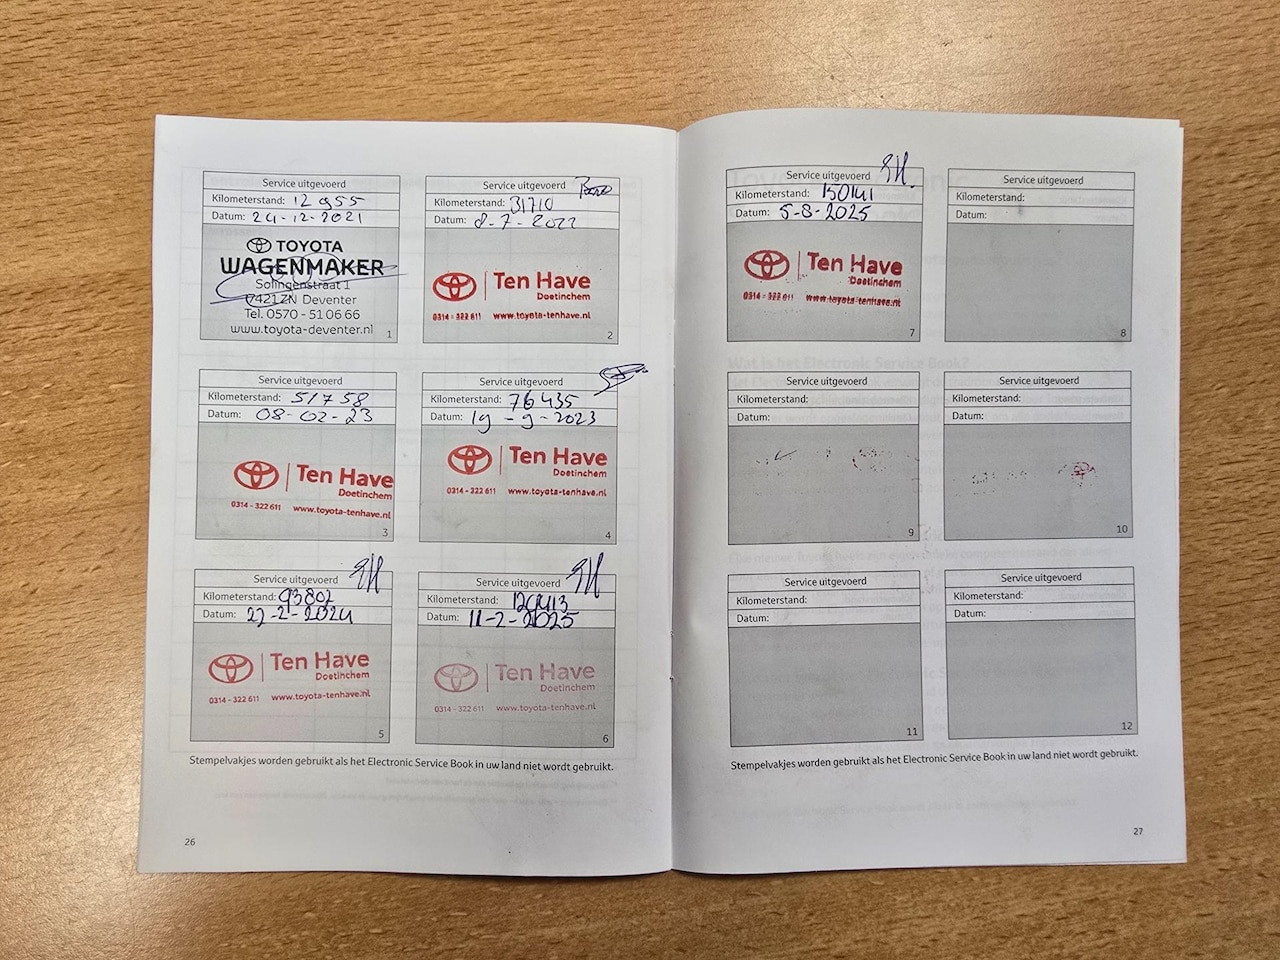 Service uitgevoerd
Kilometerstand: 12955
Datum: 24-12-2021
TOYOTA
WAGENMAKER
Solingenstraat 1
7421ZN Deventer
Tel. 0570 - 51 06 66
www.toyota-deventer.nl
1
Service uitgevoerd
Kilometerstand: 31710
Datum: 8-7-2022
Ten Have
Doetinchem
0314 - 322 611 www.toyota-tenhave.nl
2
Service uitgevoerd
Kilometerstand: 51758
Datum: 08-02-23
Ten Have
Doetinchem
0314 - 322 611 www.toyota-tenhave.nl
3
Service uitgevoerd
Kilometerstand: 76435
Datum: 19-9-2023
Ten Have
Doetinchem
0314 - 322 611 www.toyota-tenhave.nl
4
Service uitgevoerd
Kilometerstand: 93802
Datum: 27-2-2024
Ten Have
Doetinchem
0314 - 322 611 www.toyota-tenhave.nl
5
Service uitgevoerd
Kilometerstand:
Datum: 11-2-2025
Ten Have
Doetinchem
0314 - 322 611 www.toyota-tenhave.nl
6
Stempelvakjes worden gebruikt als het Electronic Service Book in uw land niet wordt gebruikt.
26
Service uitgevoerd
Kilometerstand: 150141
Datum: 5-8-2025
Ten Have
Doetinchem
0314 - 322 611 www.toyota-tenhave.nl
7
Service uitgevoerd
Kilometerstand:
Datum:
8
Service uitgevoerd
Kilometerstand:
Datum:
9
Service uitgevoerd
Kilometerstand:
Datum:
10
Service uitgevoerd
Kilometerstand:
Datum:
11
Service uitgevoerd
Kilometerstand:
Datum:
12
Stempelvakjes worden gebruikt als het Electronic Service Book in uw land niet wordt gebruikt.
27